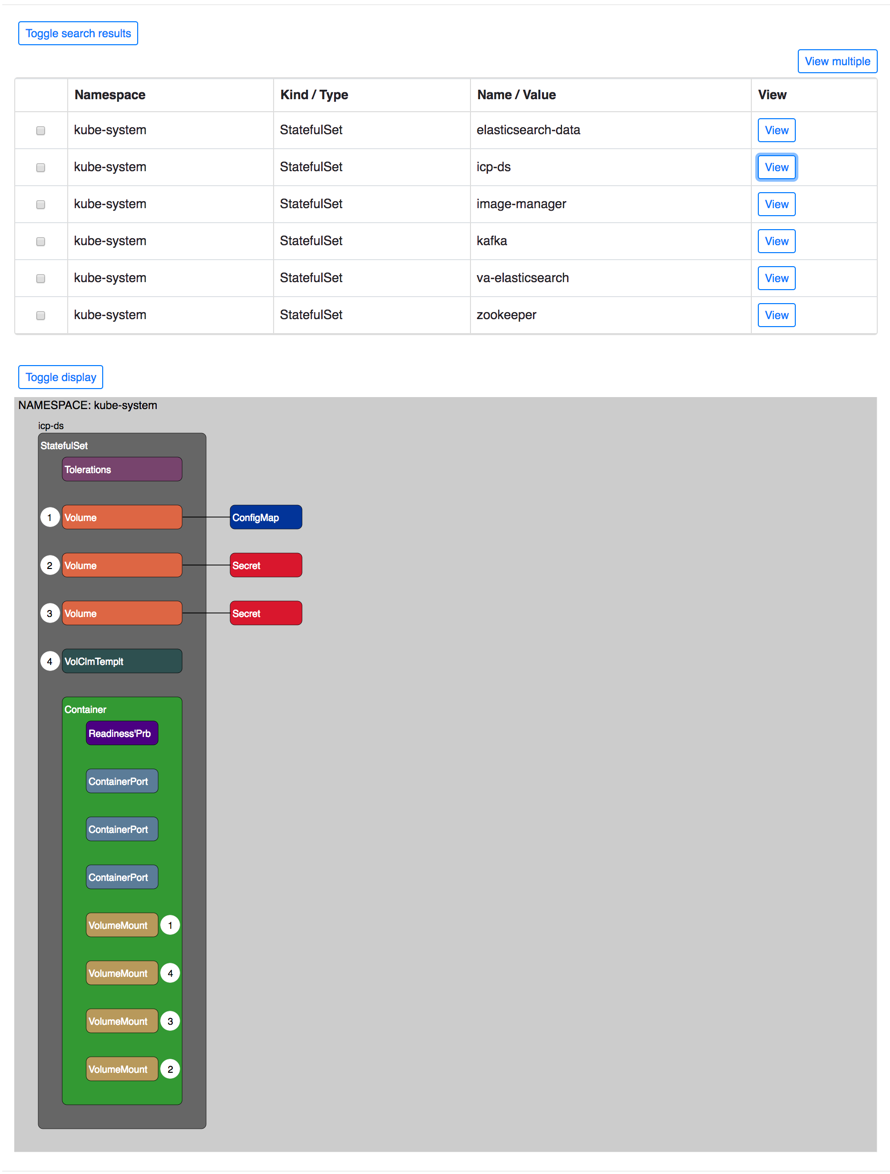 Toggle search results
View multiple
Namespace Kind / Type Name / Value View
kube-system StatefulSet elasticsearch-data View
kube-system StatefulSet icp-ds View
kube-system StatefulSet image-manager View
kube-system StatefulSet kafka View
kube-system StatefulSet va-elasticsearch View
kube-system StatefulSet zookeeper View
Toggle display
NAMESPACE: kube-system
icp-ds
StatefulSet
Tolerations
1 Volume ConfigMap
2 Volume Secret
3 Volume Secret
4 VolClmTemplt
Container
Readiness'Prb
ContainerPort
ContainerPort
ContainerPort
VolumeMount 1
VolumeMount 4
VolumeMount 3
VolumeMount 2